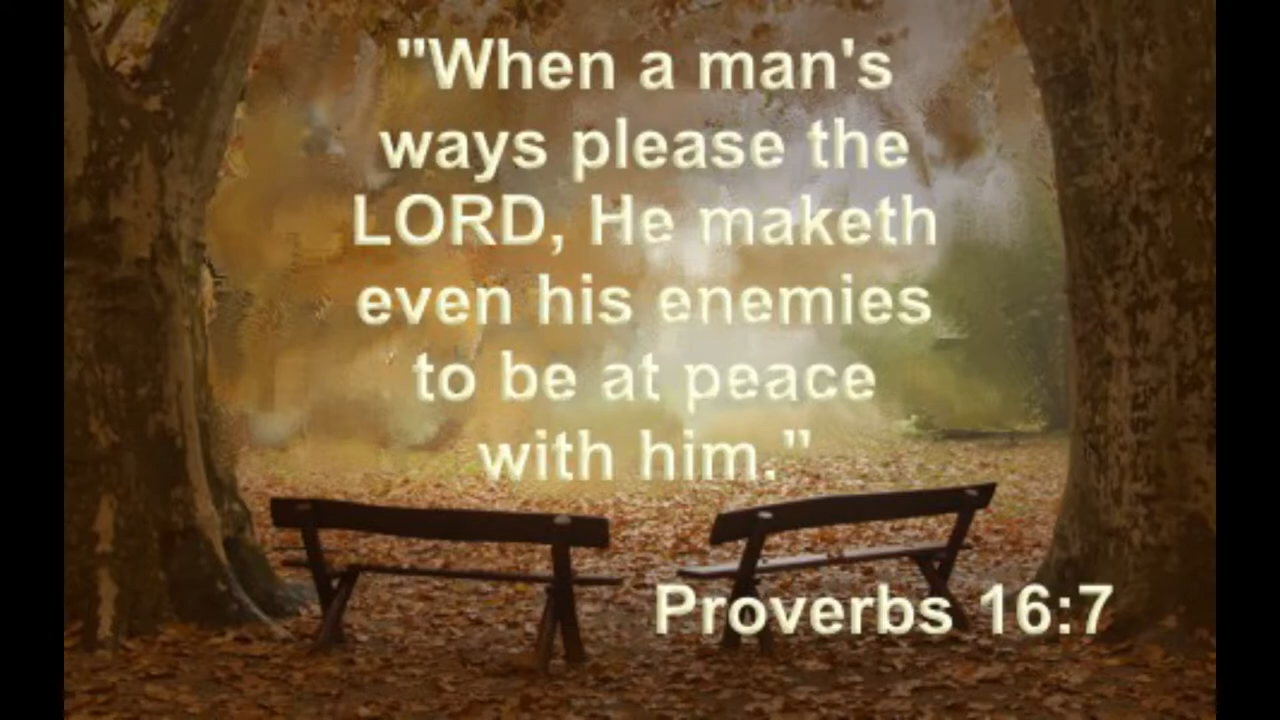 "When a man's
ways please the
LORD, He maketh
even his enemies
to be at peace
with him."
Proverbs 16:7